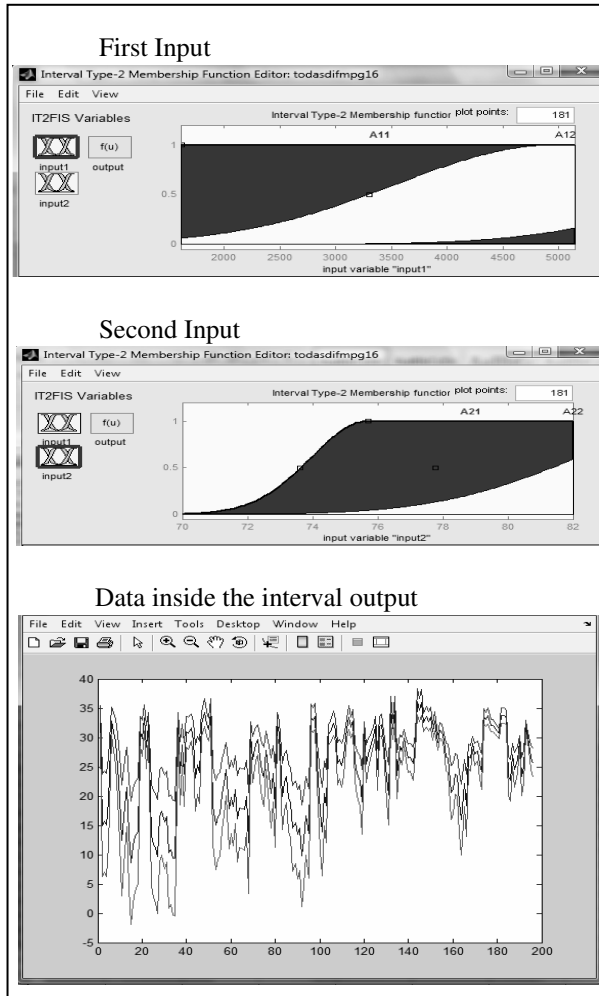 First Input
Interval Type-2 Membership Function Editor: todasdifmpg16
File Edit View
IT2FIS Variables
Interval Type-2 Membership function plot points: 181
input1
f(u)
output
input2
A11 A12
1
0.5
0
2000 2500 3000 3500 4000 4500 5000
input variable "input1"
Second Input
Interval Type-2 Membership Function Editor: todasdifmpg16
File Edit View
IT2FIS Variables
Interval Type-2 Membership functior plot points: 181
input1
f(u)
output
input2
A21 A22
1
0.5
0
70 72 74 76 78 80 82
input variable "input2"
Data inside the interval output
File Edit View Insert Tools Desktop Window Help
40
35
30
25
20
15
10
5
0
-5
0 20 40 60 80 100 120 140 160 180 200